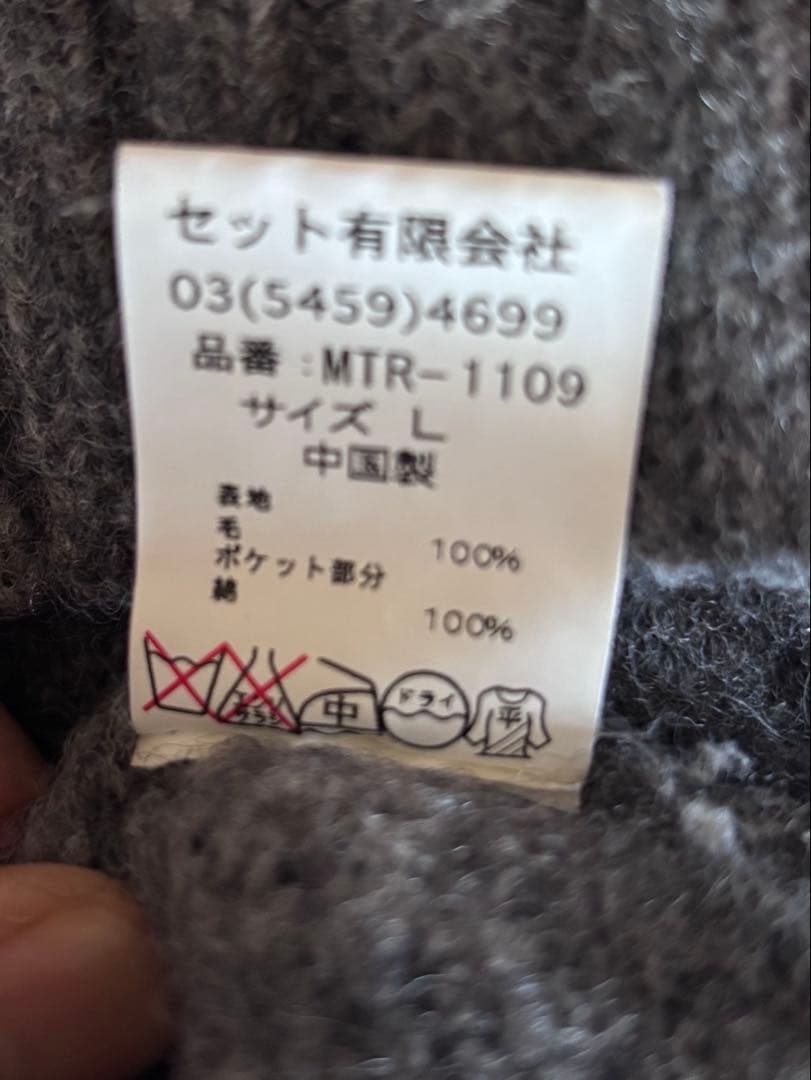 セット有限会社
03(5459)4699
品番:MTR-1109
サイズ L
中国製
表地
毛 100%
ポケット部分
綿 100%
中 ドライ 平